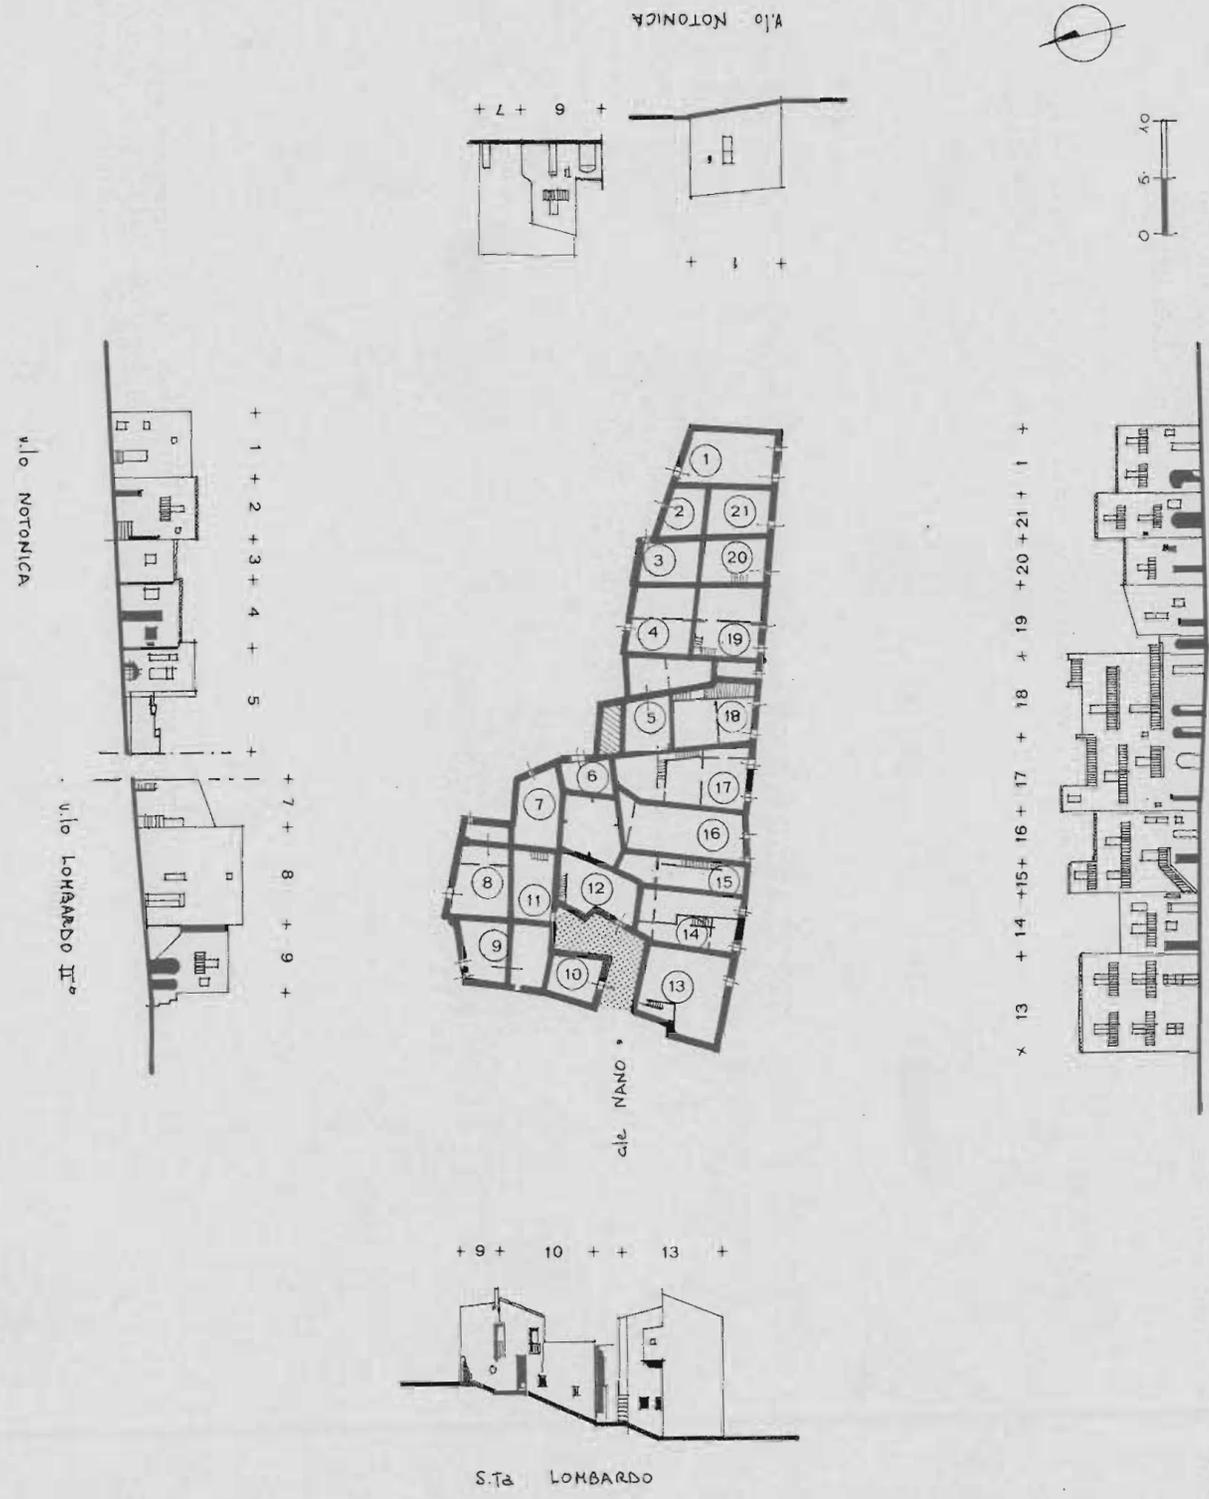 v.lo NOTONICA
+ 7 + 6 +
+ 1 +
0 5
v.lo NOTONICA
+ 1 + 2 + 3 + 4 + 5 +
v.lo LOMBARDO II°
+ 7 + 8 + 9 +
1
2
21
3
20
4
19
5
18
6
17
7
16
8
15
11
12
9
14
10
13
ale NANO
x 13 + 14 +15+ 16 + 17 + 18 + 19 +20 +21+ 1 +
+ 9 + 10 + + 13 +
S.Ta LOMBARDO